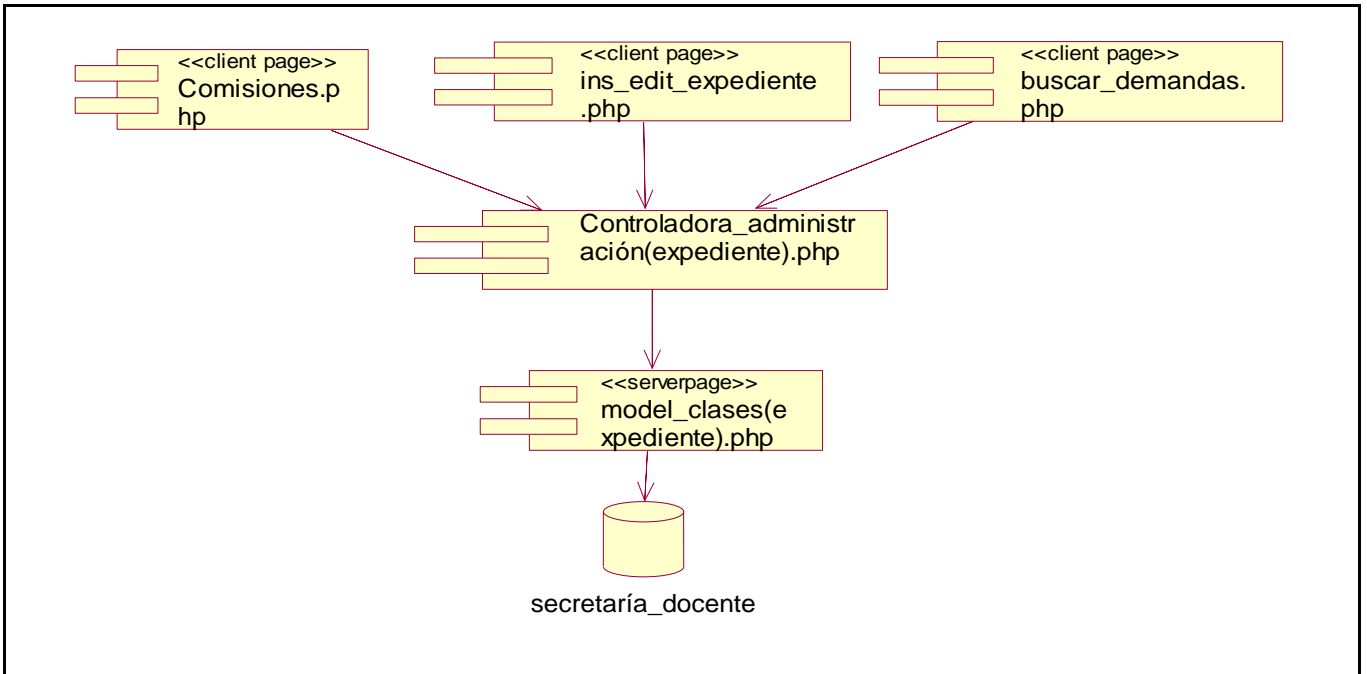 <<client page>>
Comisiones.p
hp
<<client page>>
ins_edit_expediente
.php
<<client page>>
buscar_demandas.
php
Controladora_administr
ación(expediente).php
<<serverpage>>
model_clases(e
xpediente).php
secretaría_docente